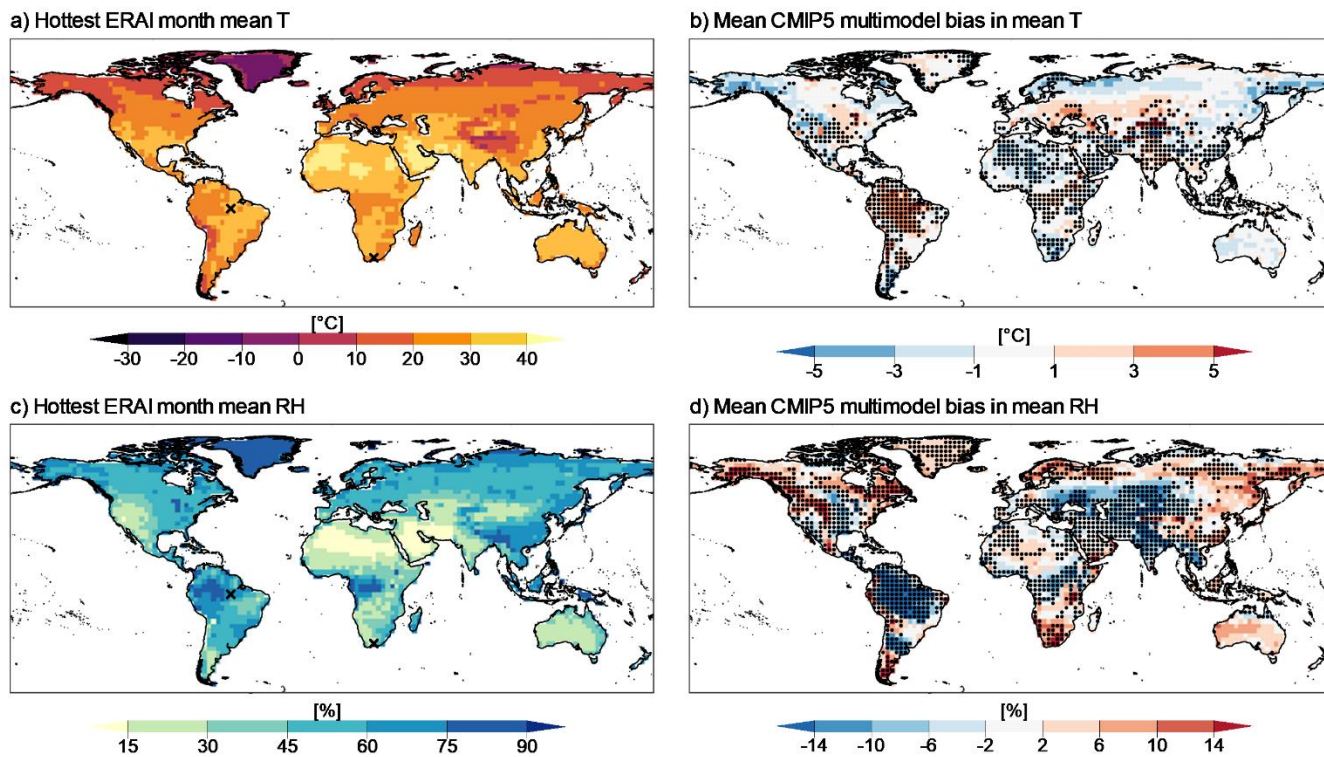 a) Hottest ERAI month mean T
b) Mean CMIP5 multimodel bias in mean T
[°C]
-30 -20 -10 0 10 20 30 40
[°C]
-5 -3 -1 1 3 5
c) Hottest ERAI month mean RH
d) Mean CMIP5 multimodel bias in mean RH
[%]
15 30 45 60 75 90
[%]
-14 -10 -6 -2 2 6 10 14